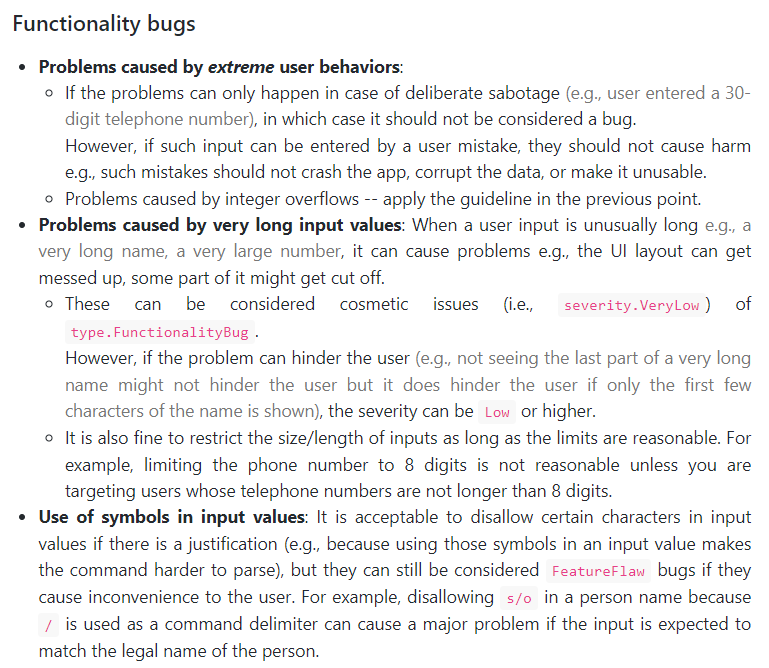 Functionality bugs
• Problems caused by extreme user behaviors:
◦ If the problems can only happen in case of deliberate sabotage (e.g., user entered a 30-
digit telephone number), in which case it should not be considered a bug.
However, if such input can be entered by a user mistake, they should not cause harm
e.g., such mistakes should not crash the app, corrupt the data, or make it unusable.
◦ Problems caused by integer overflows -- apply the guideline in the previous point.
• Problems caused by very long input values: When a user input is unusually long e.g., a
very long name, a very large number, it can cause problems e.g., the UI layout can get
messed up, some part of it might get cut off.
◦ These can be considered cosmetic issues (i.e., severity.VeryLow) of
type.FunctionalityBug.
However, if the problem can hinder the user (e.g., not seeing the last part of a very long
name might not hinder the user but it does hinder the user if only the first few
characters of the name is shown), the severity can be Low or higher.
◦ It is also fine to restrict the size/length of inputs as long as the limits are reasonable. For
example, limiting the phone number to 8 digits is not reasonable unless you are
targeting users whose telephone numbers are not longer than 8 digits.
• Use of symbols in input values: It is acceptable to disallow certain characters in input
values if there is a justification (e.g., because using those symbols in an input value makes
the command harder to parse), but they can still be considered FeatureFlaw bugs if they
cause inconvenience to the user. For example, disallowing s/o in a person name because
/ is used as a command delimiter can cause a major problem if the input is expected to
match the legal name of the person.